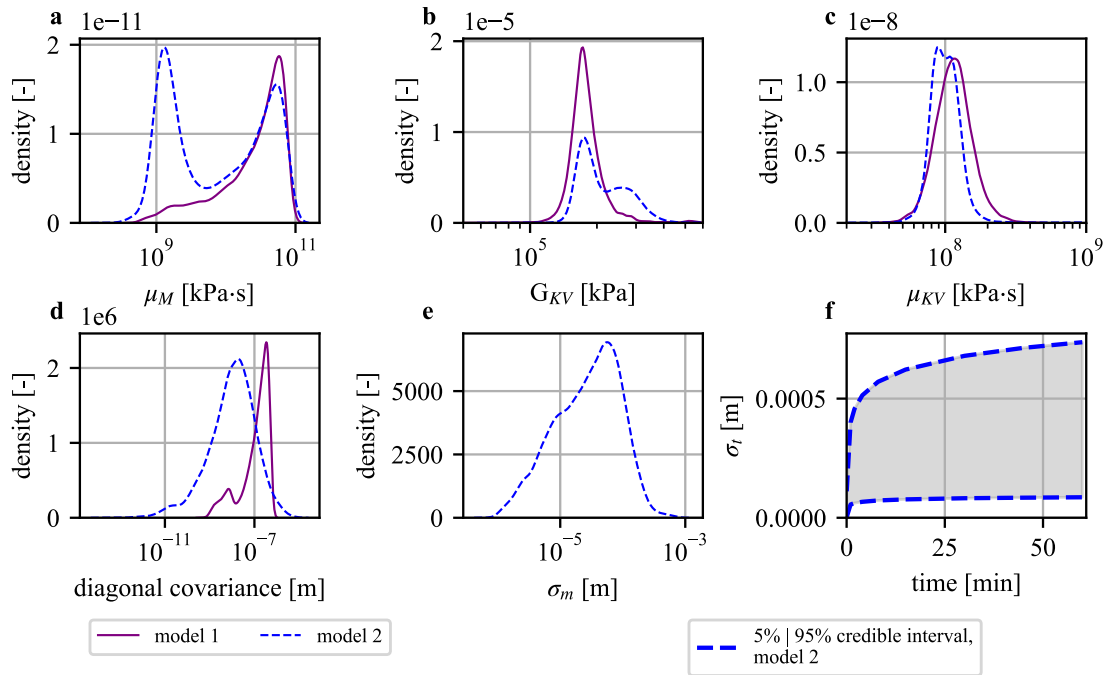 a
1e−11
density [-]
2
1
0
10^9
10^11
μ_M [kPa·s]
b
1e−5
density [-]
2
1
0
10^5
G_KV [kPa]
c
1e−8
density [-]
1.0
0.5
0.0
10^8
10^9
μ_KV [kPa·s]
d
1e6
density [-]
2
1
0
10^−11
10^−7
diagonal covariance [m]
e
density [-]
5000
2500
0
10^−5
10^−3
σ_m [m]
f
σ_t [m]
0.0005
0.0000
0
25
50
time [min]
model 1
model 2
5% | 95% credible interval,
model 2